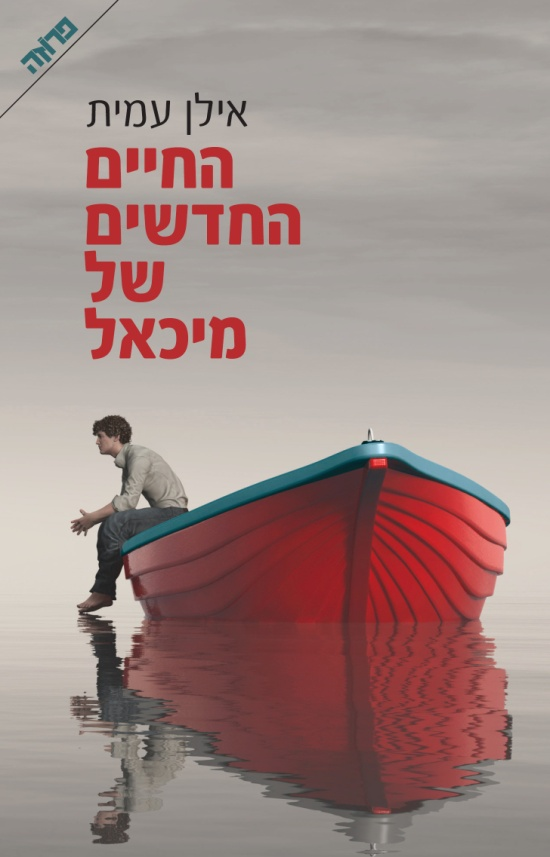 פרוזה
אילן עמית
החיים
החדשים
של
מיכאל